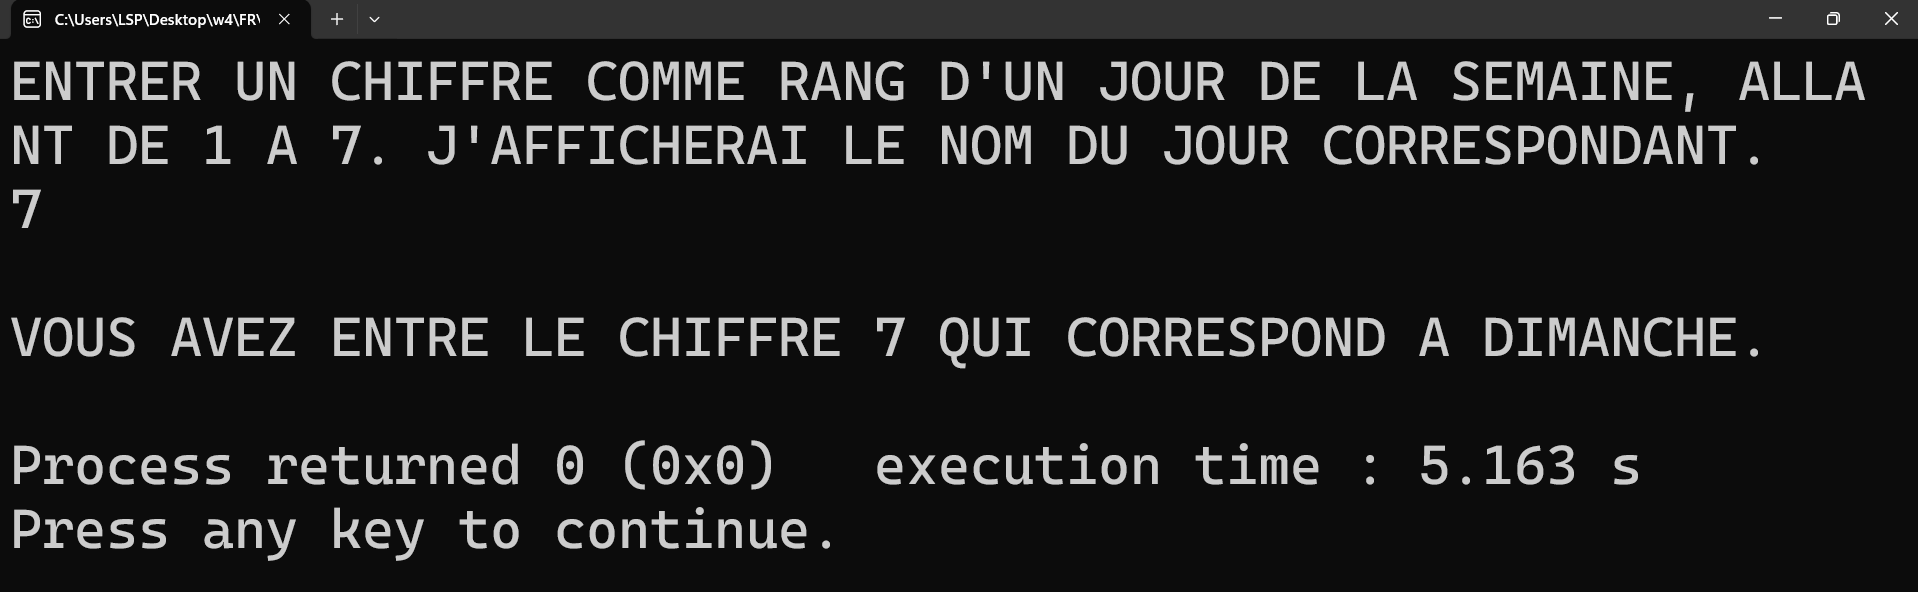 C:\Users\LSP\Desktop\w4\FR\
ENTRER UN CHIFFRE COMME RANG D'UN JOUR DE LA SEMAINE, ALLA
NT DE 1 A 7. J'AFFICHERAI LE NOM DU JOUR CORRESPONDANT.
7
VOUS AVEZ ENTRE LE CHIFFRE 7 QUI CORRESPOND A DIMANCHE.
Process returned 0 (0x0)   execution time : 5.163 s
Press any key to continue.